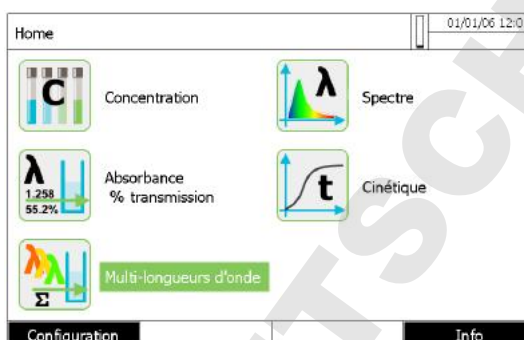 Home
01/01/06 12:0
C
Concentration
λ
Spectre
λ
1.258
55.2%
Absorbance
% transmission
t
Cinétique
λλλ
Σ
Multi-longueurs d'onde
Configuration
Info